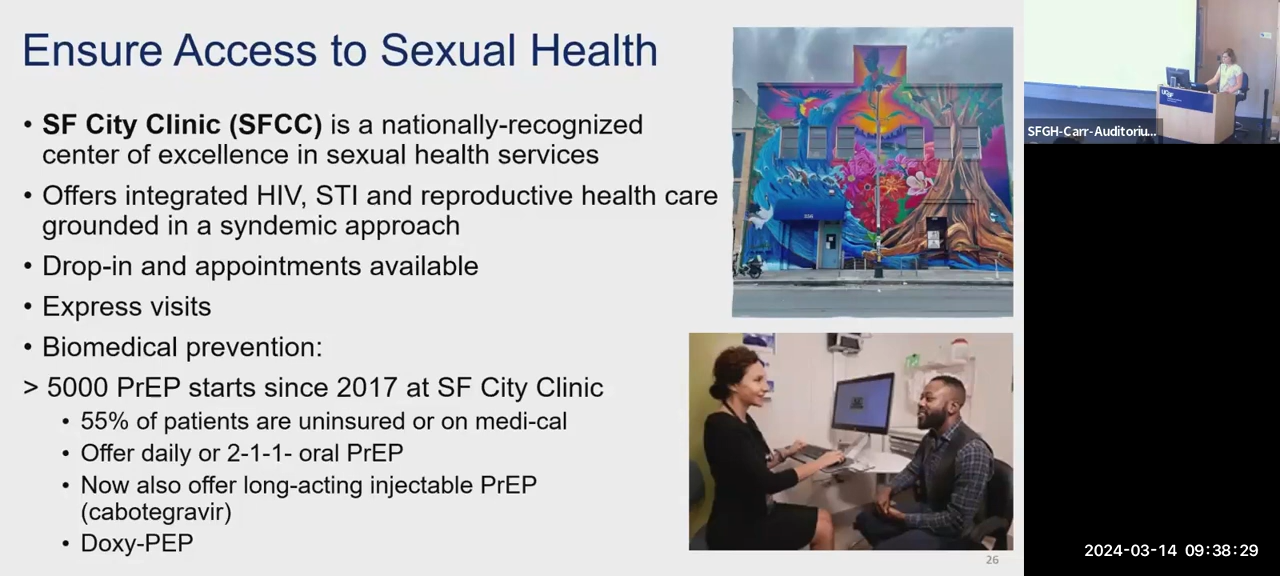 Ensure Access to Sexual Health
• SF City Clinic (SFCC) is a nationally-recognized
center of excellence in sexual health services
• Offers integrated HIV, STI and reproductive health care
grounded in a syndemic approach
• Drop-in and appointments available
• Express visits
• Biomedical prevention:
> 5000 PrEP starts since 2017 at SF City Clinic
• 55% of patients are uninsured or on medi-cal
• Offer daily or 2-1-1- oral PrEP
• Now also offer long-acting injectable PrEP
(cabotegravir)
• Doxy-PEP
26
356
SFGH-Carr-Auditoriu...
UCSF
2024-03-14 09:38:29